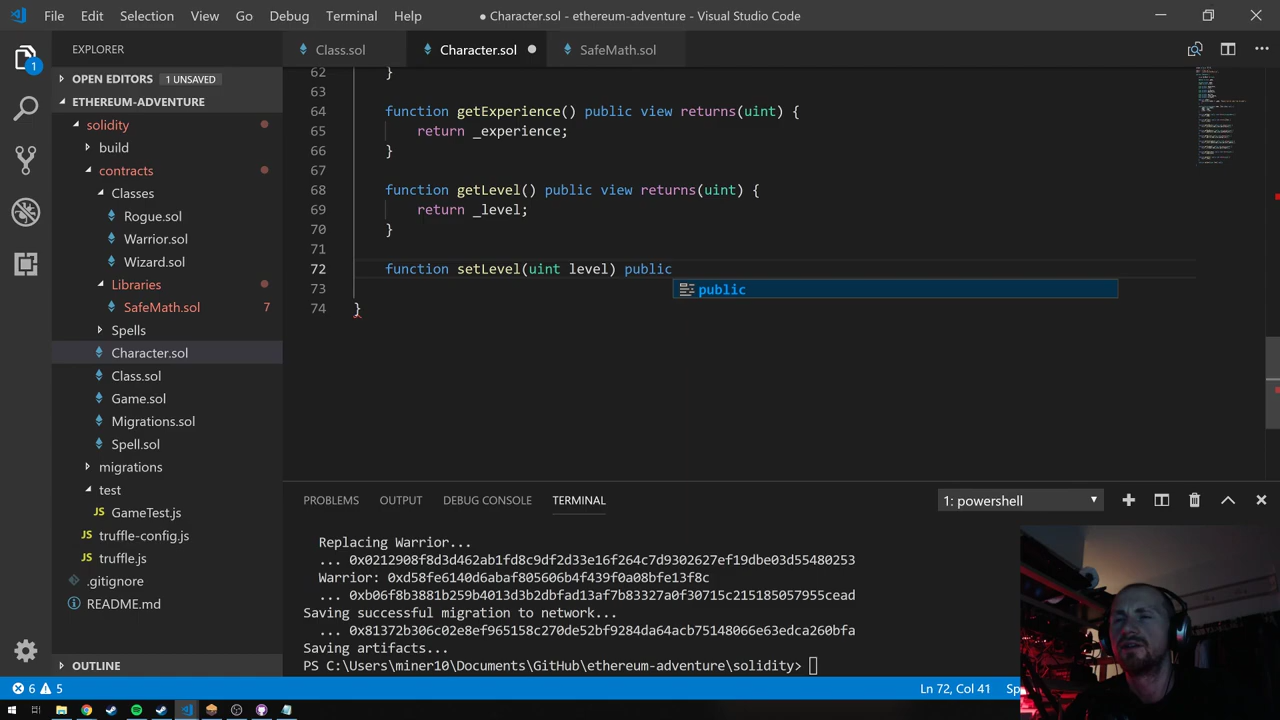 File Edit Selection View Go Debug Terminal Help
● Character.sol - ethereum-adventure - Visual Studio Code
EXPLORER
Class.sol
Character.sol
SafeMath.sol
OPEN EDITORS 1 UNSAVED
ETHEREUM-ADVENTURE
solidity
build
contracts
Classes
Rogue.sol
Warrior.sol
Wizard.sol
Libraries
SafeMath.sol 7
Spells
Character.sol
Class.sol
Game.sol
Migrations.sol
Spell.sol
migrations
test
GameTest.js
truffle-config.js
truffle.js
.gitignore
README.md
OUTLINE
1
62 }
63
64 function getExperience() public view returns(uint) {
65 return _experience;
66 }
67
68 function getLevel() public view returns(uint) {
69 return _level;
70 }
71
72 function setLevel(uint level) public
73
74 }
public
PROBLEMS OUTPUT DEBUG CONSOLE TERMINAL
1: powershell
Replacing Warrior...
... 0x0212908f8d3d462ab1fd8c9df2d33e16f264c7d9302627ef19dbe03d55480253
Warrior: 0xd58fe6140d6abaf805606b4f439f0a08bfe13f8c
... 0xb06f8b3881b259b4013d3b2dbfad13af7b83327a0f30715c215185057955cead
Saving successful migration to network...
... 0x81372b306c02e8ef965158c270de52bf9284da64acb75148066e63edca260bfa
Saving artifacts...
PS C:\Users\miner10\Documents\GitHub\ethereum-adventure\solidity>
6 5
Ln 72, Col 41